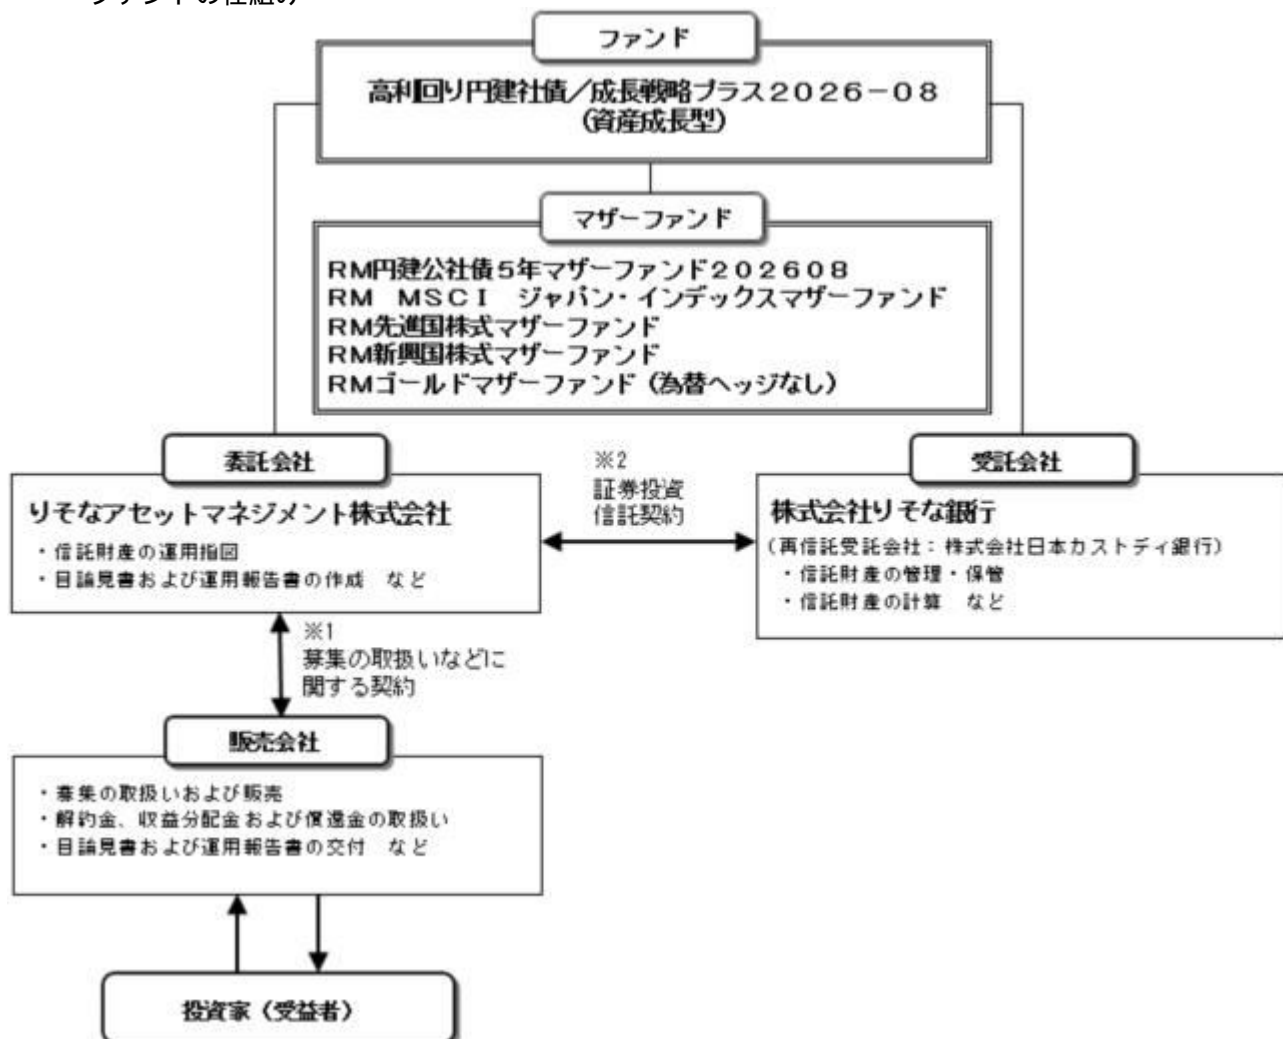 ファンドの仕組み
ファンド
高利回り円建社債／成長戦略プラス２０２６－０８
（資産成長型）
マザーファンド
ＲＭ円建公社債５年マザーファンド２０２６０８
ＲＭ　ＭＳＣＩ　ジャパン・インデックスマザーファンド
ＲＭ先進国株式マザーファンド
ＲＭ新興国株式マザーファンド
ＲＭゴールドマザーファンド（為替ヘッジなし）
委託会社
りそなアセットマネジメント株式会社
・信託財産の運用指図
・目論見書および運用報告書の作成　など
※2
証券投資
信託契約
受託会社
株式会社りそな銀行
（再信託受託会社：株式会社日本カストディ銀行）
・信託財産の管理・保管
・信託財産の計算　など
※1
募集の取扱いなどに
関する契約
販売会社
・募集の取扱いおよび販売
・解約金、収益分配金および償還金の取扱い
・目論見書および運用報告書の交付　など
投資家（受益者）